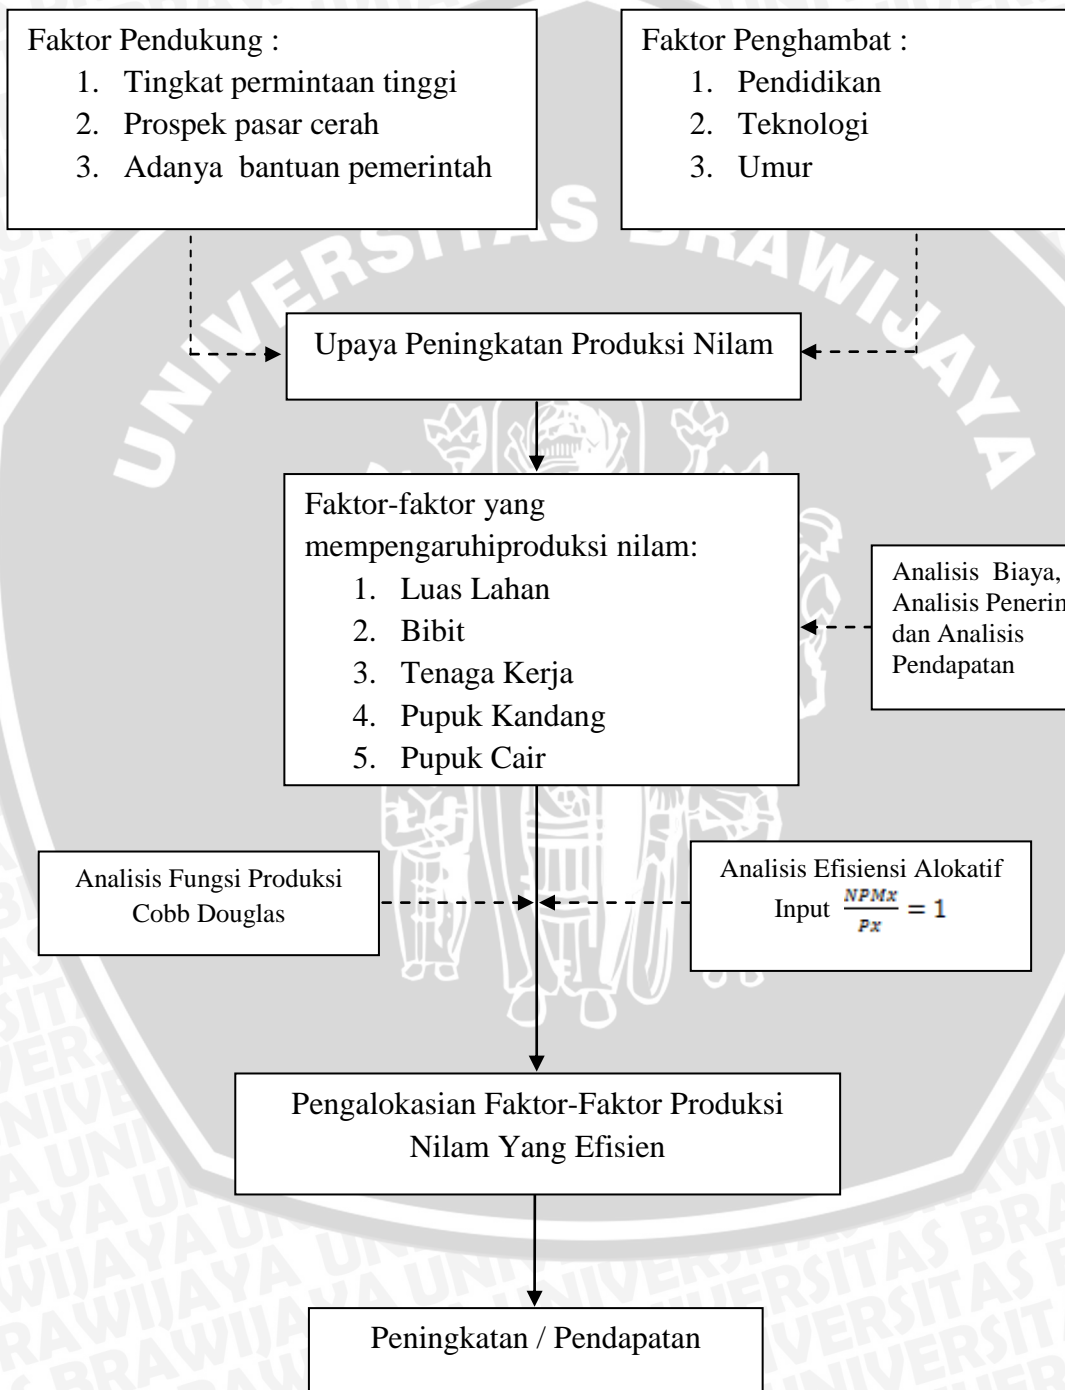 Faktor Pendukung :
1. Tingkat permintaan tinggi
2. Prospek pasar cerah
3. Adanya bantuan pemerintah
Faktor Penghambat :
1. Pendidikan
2. Teknologi
3. Umur
UNIVERSITAS BRAWIJAYA
Upaya Peningkatan Produksi Nilam
Faktor-faktor yang
mempengaruhiproduksi nilam:
1. Luas Lahan
2. Bibit
3. Tenaga Kerja
4. Pupuk Kandang
5. Pupuk Cair
Analisis Biaya,
Analisis
dan Analisis
Pendapatan
Analisis Fungsi Produksi
Cobb Douglas
Analisis Efisiensi Alokatif
Input NPMx/Px = 1
Pengalokasian Faktor-Faktor Produksi
Nilam Yang Efisien
Peningkatan / Pendapatan